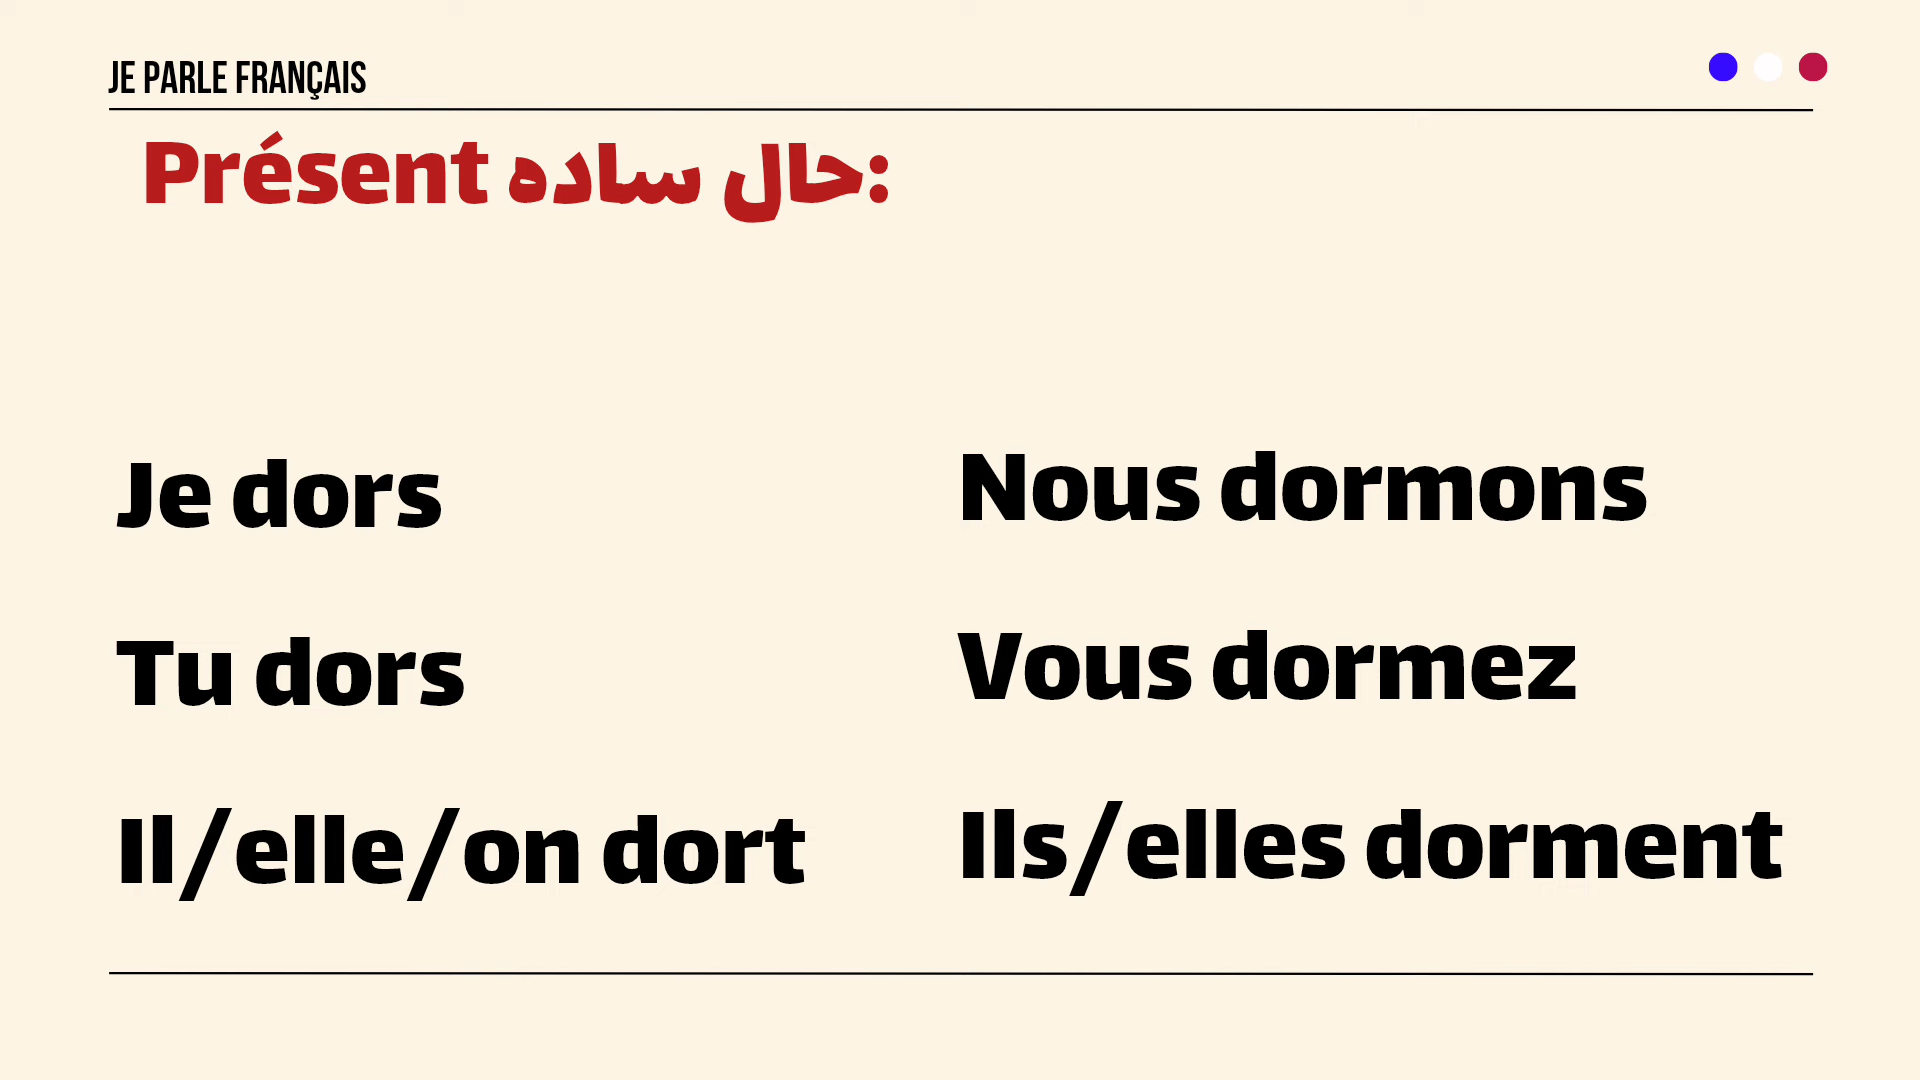 JE PARLE FRANÇAIS
Présent حال ساده:
Je dors
Tu dors
Il/elle/on dort
Nous dormons
Vous dormez
Ils/elles dorment